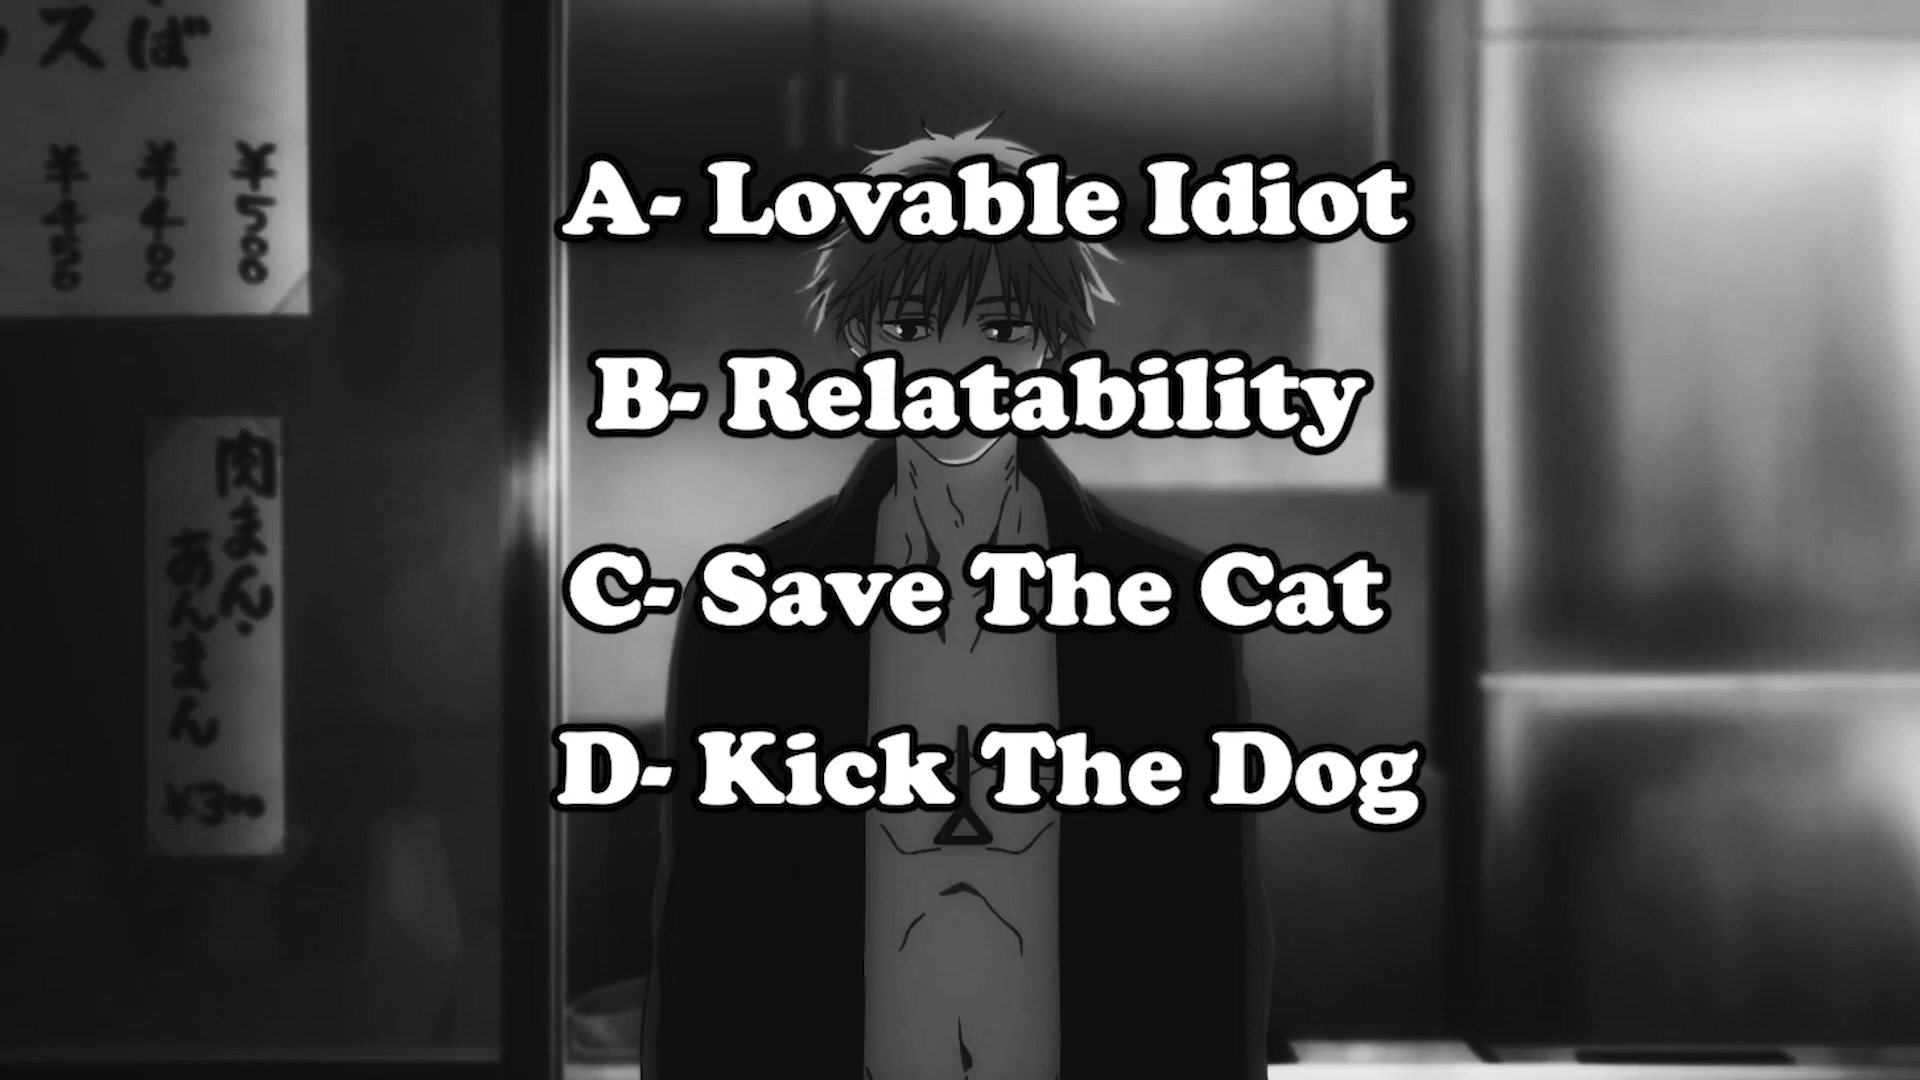 A- Lovable Idiot
B- Relatability
C- Save The Cat
D- Kick The Dog
ば
ス
¥500
¥400
¥450
肉まん、
あんまん
¥300